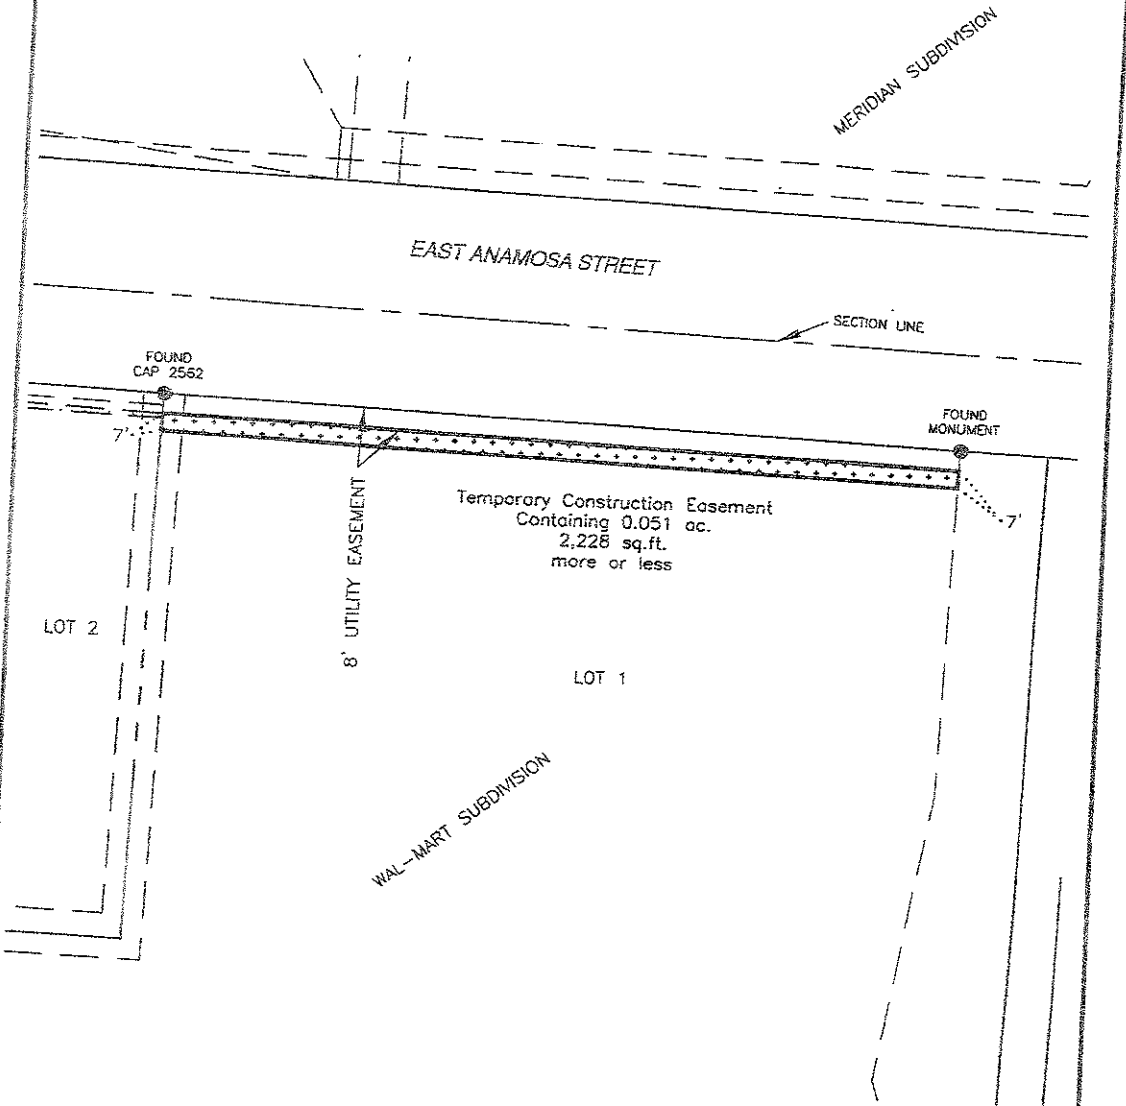 MERIDIAN SUBDIVISION
EAST ANAMOSA STREET
SECTION LINE
FOUND
CAP 2562
FOUND
MONUMENT
7'
Temporary Construction Easement
Containing 0.051 ac.
2,228 sq.ft.
more or less
7'
8' UTILITY EASEMENT
LOT 2
LOT 1
WAL-MART SUBDIVISION